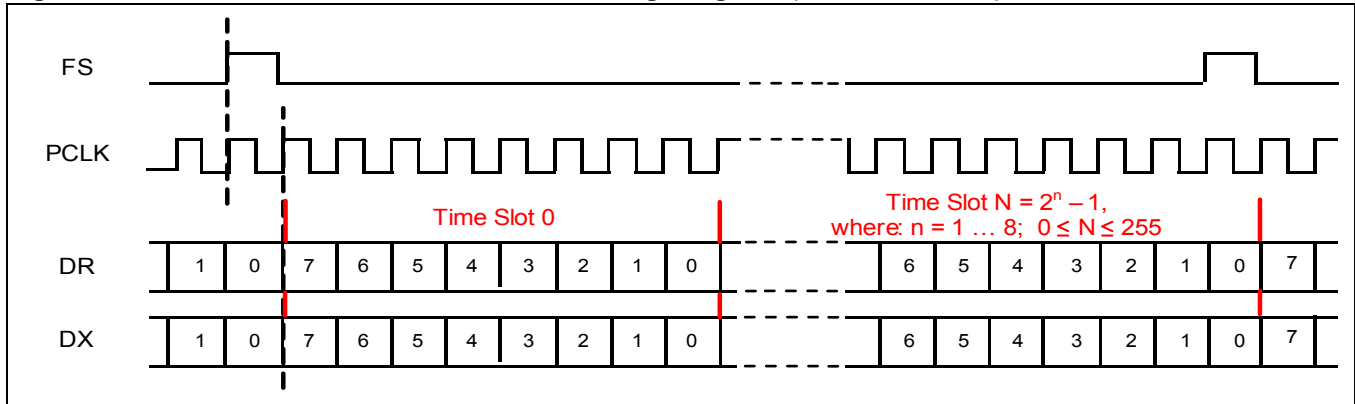 FS
PCLK
Time Slot 0
Time Slot N = 2ⁿ – 1,
where: n = 1 … 8; 0 ≤ N ≤ 255
DR 1 0 7 6 5 4 3 2 1 0 6 5 4 3 2 1 0 7
DX 1 0 7 6 5 4 3 2 1 0 6 5 4 3 2 1 0 7